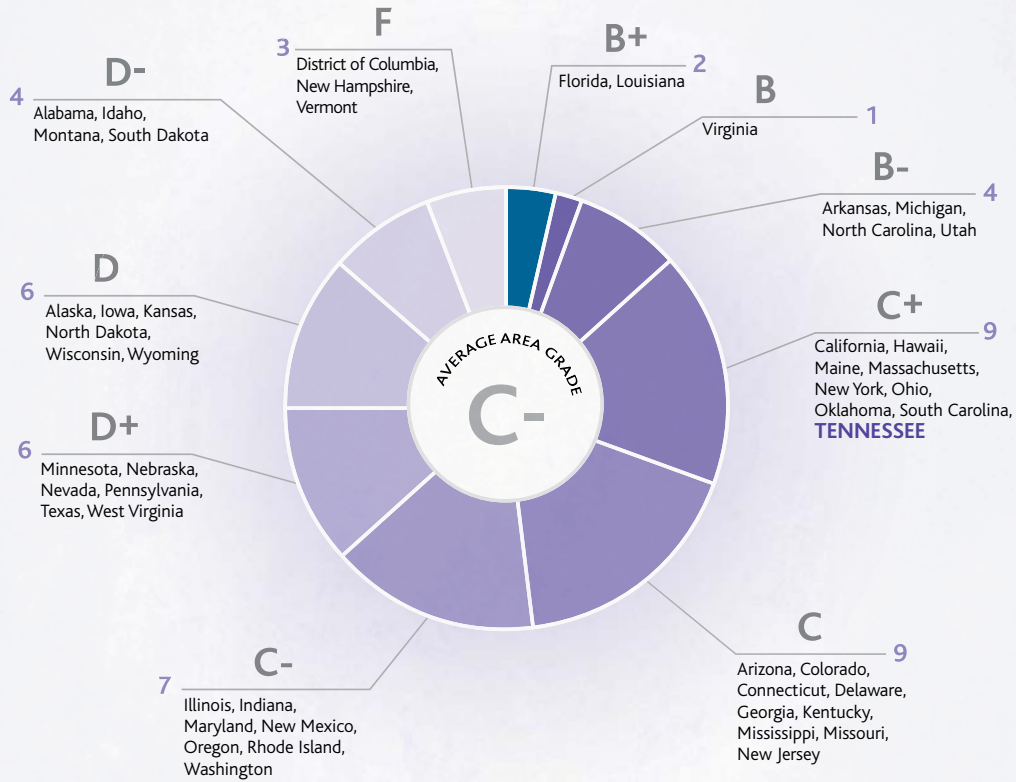 F
3
District of Columbia,
New Hampshire,
Vermont
B+
2
Florida, Louisiana
B
1
Virginia
B-
4
Arkansas, Michigan,
North Carolina, Utah
C+
9
California, Hawaii,
Maine, Massachusetts,
New York, Ohio,
Oklahoma, South Carolina,
TENNESSEE
C
9
Arizona, Colorado,
Connecticut, Delaware,
Georgia, Kentucky,
Mississippi, Missouri,
New Jersey
C-
7
Illinois, Indiana,
Maryland, New Mexico,
Oregon, Rhode Island,
Washington
D+
6
Minnesota, Nebraska,
Nevada, Pennsylvania,
Texas, West Virginia
D
6
Alaska, Iowa, Kansas,
North Dakota,
Wisconsin, Wyoming
D-
4
Alabama, Idaho,
Montana, South Dakota
AVERAGE AREA GRADE
C-